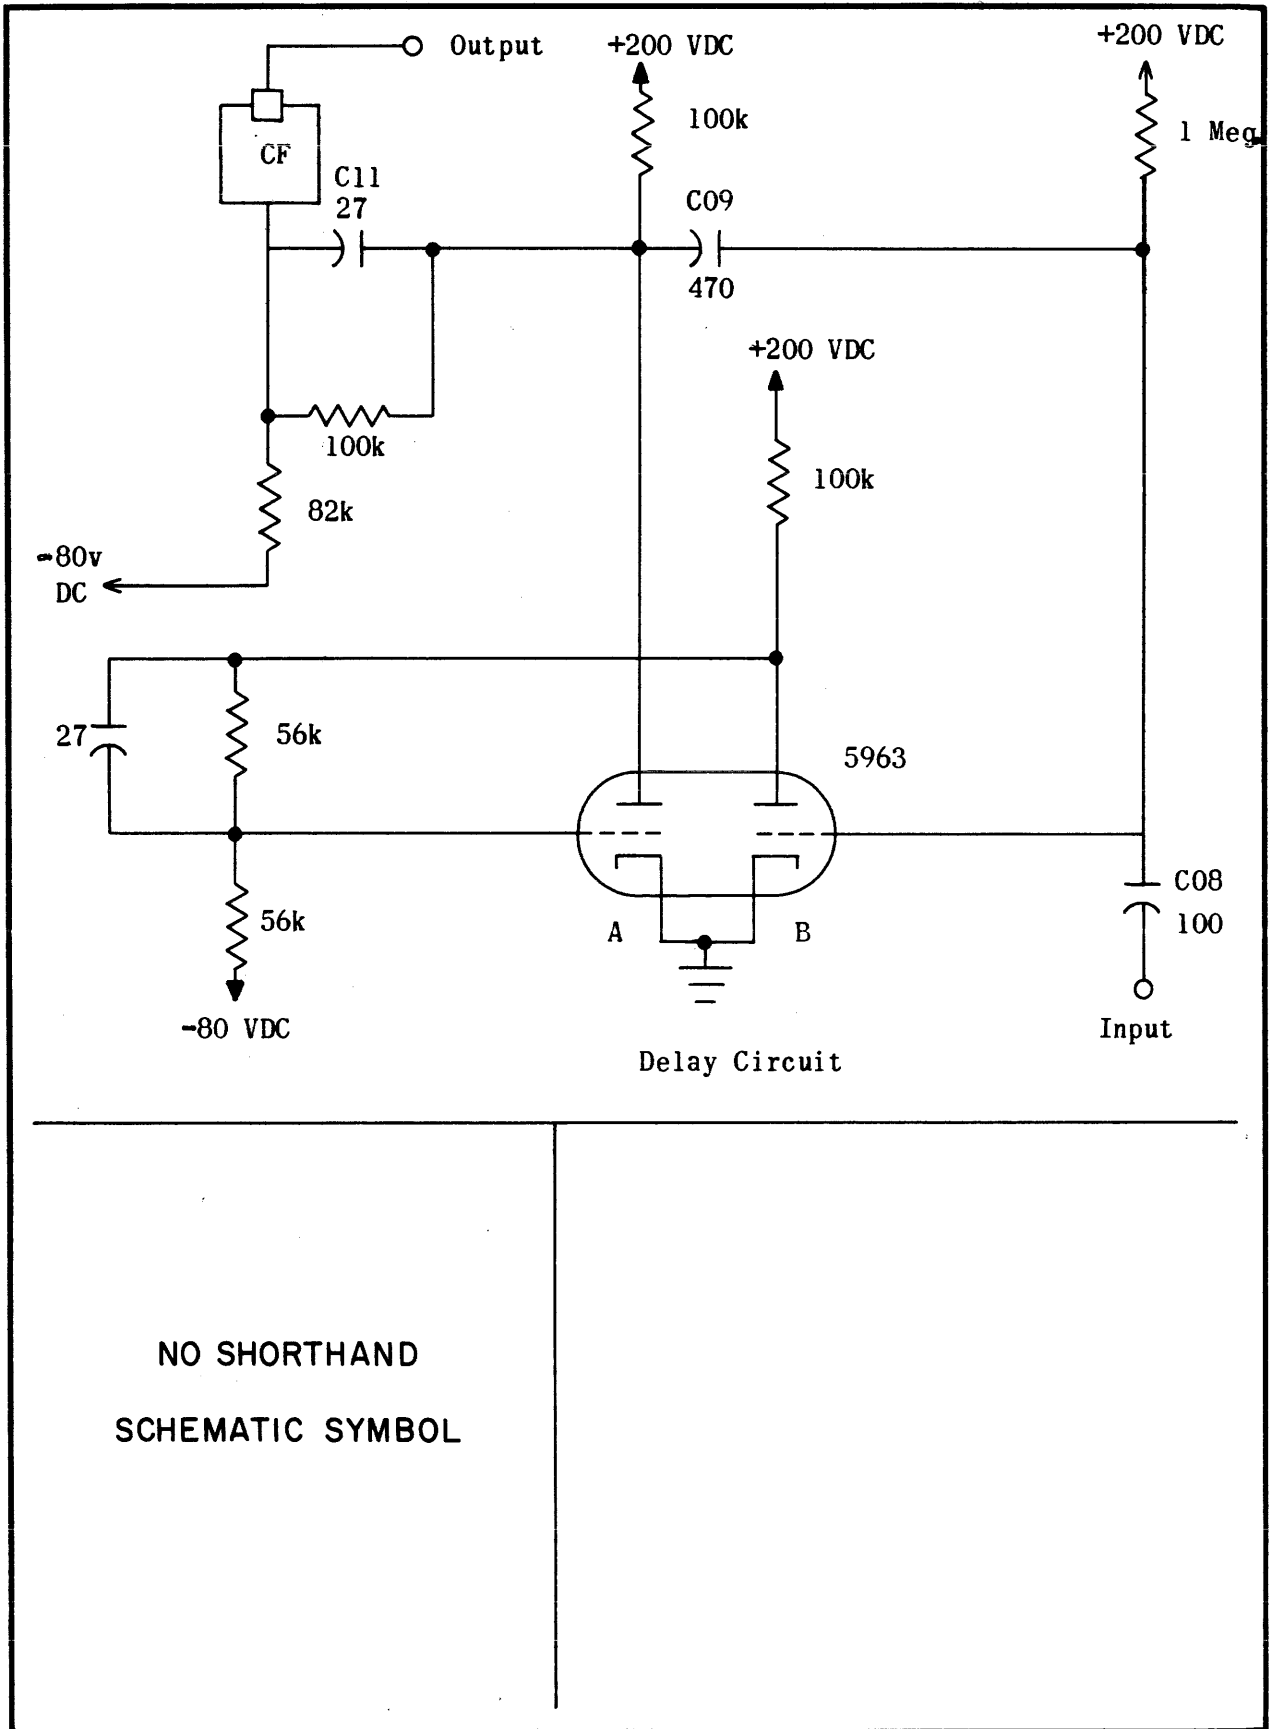 Output
+200 VDC
+200 VDC
100k
1 Meg.
CF
C11
27
C09
470
+200 VDC
100k
100k
82k
-80v
DC
27
56k
5963
56k
A
B
C08
100
-80 VDC
Input
Delay Circuit
NO SHORTHAND
SCHEMATIC SYMBOL